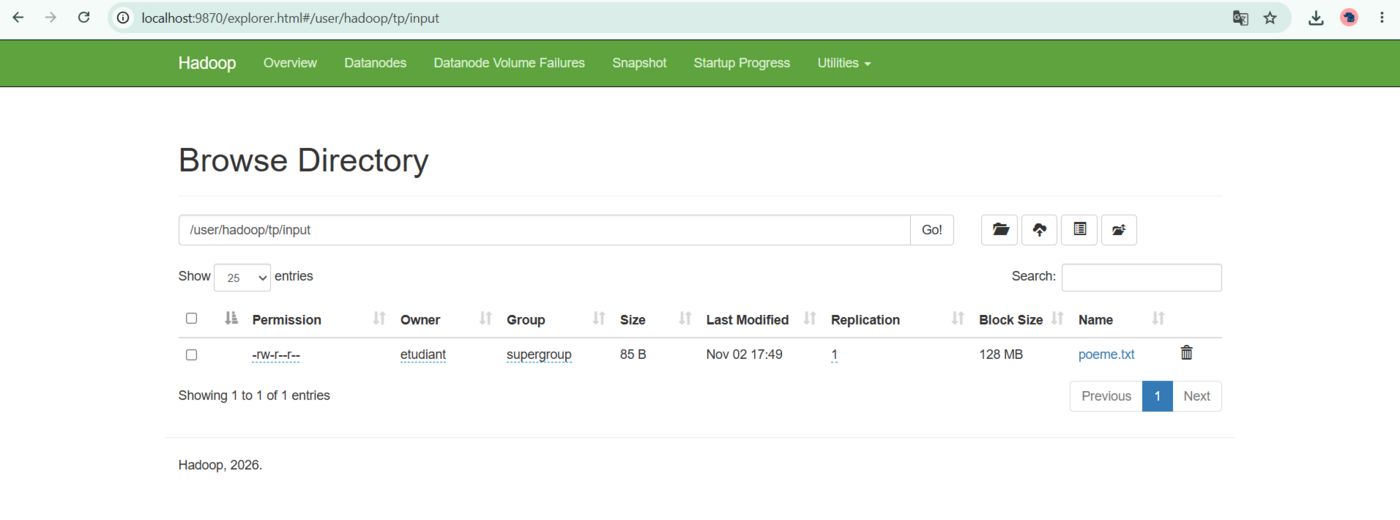 localhost:9870/explorer.html#/user/hadoop/tp/input
Hadoop Overview Datanodes Datanode Volume Failures Snapshot Startup Progress Utilities
Browse Directory
/user/hadoop/tp/input Go!
Show 25 entries Search:
Permission Owner Group Size Last Modified Replication Block Size Name
-rw-r--r-- etudiant supergroup 85 B Nov 02 17:49 1 128 MB poeme.txt
Showing 1 to 1 of 1 entries Previous 1 Next
Hadoop, 2026.